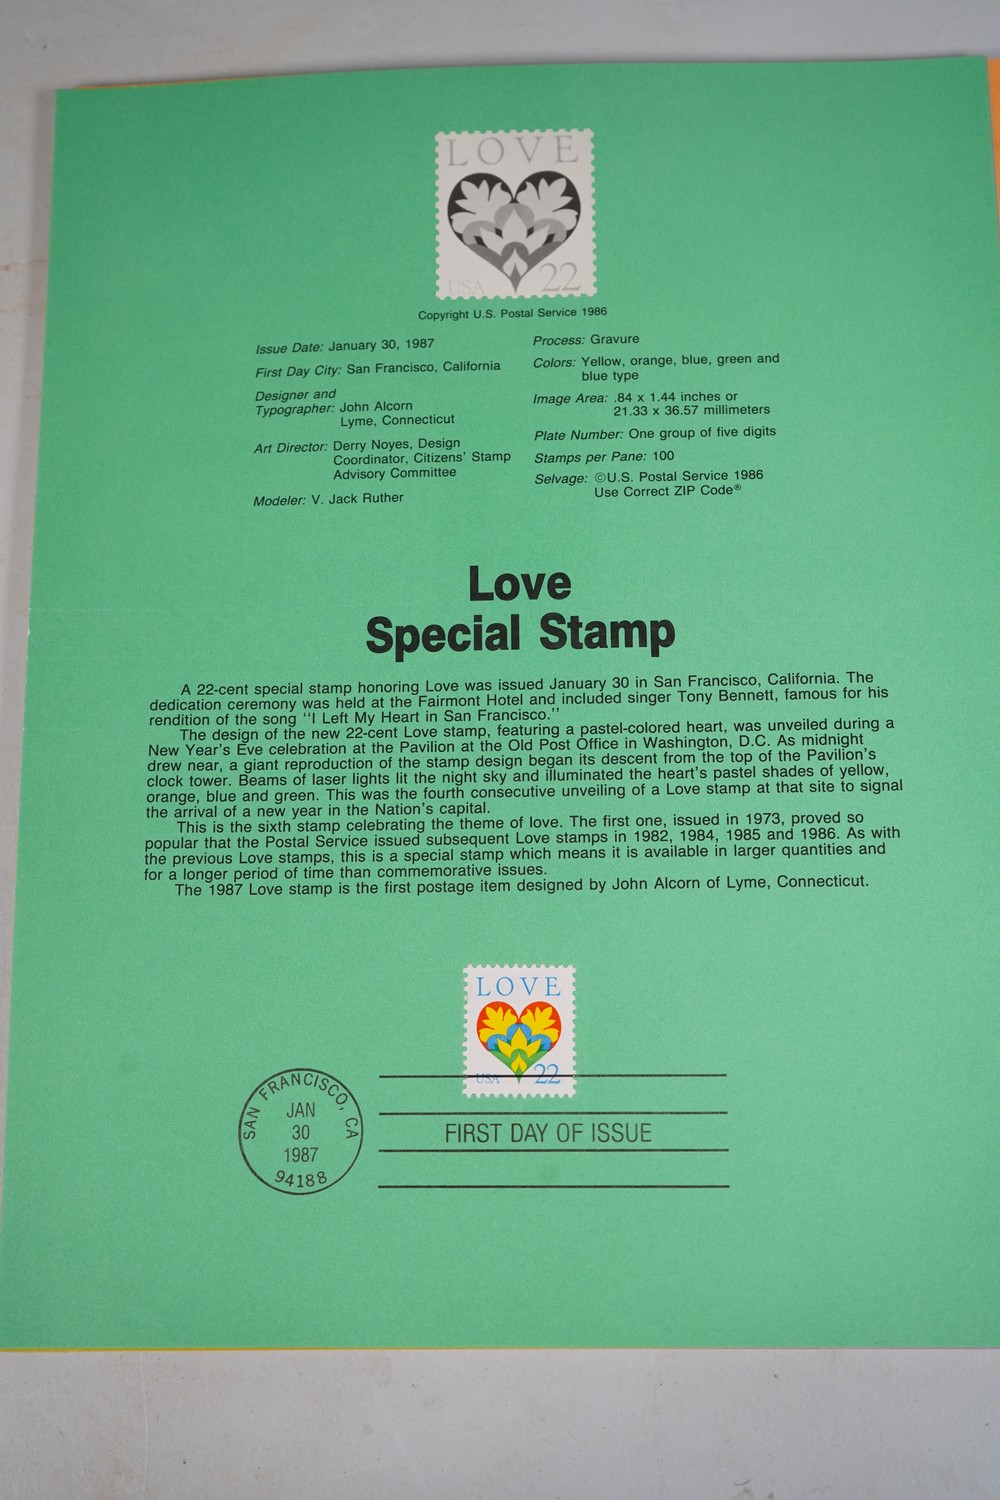 LOVE
USA 22
Copyright U.S. Postal Service 1986
Issue Date: January 30, 1987
First Day City: San Francisco, California
Designer and
Typographer: John Alcorn
Lyme, Connecticut
Art Director: Derry Noyes, Design
Coordinator, Citizens' Stamp
Advisory Committee
Modeler: V. Jack Ruther
Process: Gravure
Colors: Yellow, orange, blue, green and
blue type
Image Area: .84 x 1.44 inches or
21.33 x 36.57 millimeters
Plate Number: One group of five digits
Stamps per Pane: 100
Selvage: ©U.S. Postal Service 1986
Use Correct ZIP Code®
Love
Special Stamp
A 22-cent special stamp honoring Love was issued January 30 in San Francisco, California. The
dedication ceremony was held at the Fairmont Hotel and included singer Tony Bennett, famous for his
rendition of the song "I Left My Heart in San Francisco."
The design of the new 22-cent Love stamp, featuring a pastel-colored heart, was unveiled during a
New Year's Eve celebration at the Pavilion at the Old Post Office in Washington, D.C. As midnight
drew near, a giant reproduction of the stamp design began its descent from the top of the Pavilion's
clock tower. Beams of laser lights lit the night sky and illuminated the heart's pastel shades of yellow,
orange, blue and green. This was the fourth consecutive unveiling of a Love stamp at that site to signal
the arrival of a new year in the Nation's capital.
This is the sixth stamp celebrating the theme of love. The first one, issued in 1973, proved so
popular that the Postal Service issued subsequent Love stamps in 1982, 1984, 1985 and 1986. As with
the previous Love stamps, this is a special stamp which means it is available in larger quantities and
for a longer period of time than commemorative issues.
The 1987 Love stamp is the first postage item designed by John Alcorn of Lyme, Connecticut.
LOVE
USA 22
SAN FRANCISCO, CA
JAN
30
1987
94188
FIRST DAY OF ISSUE